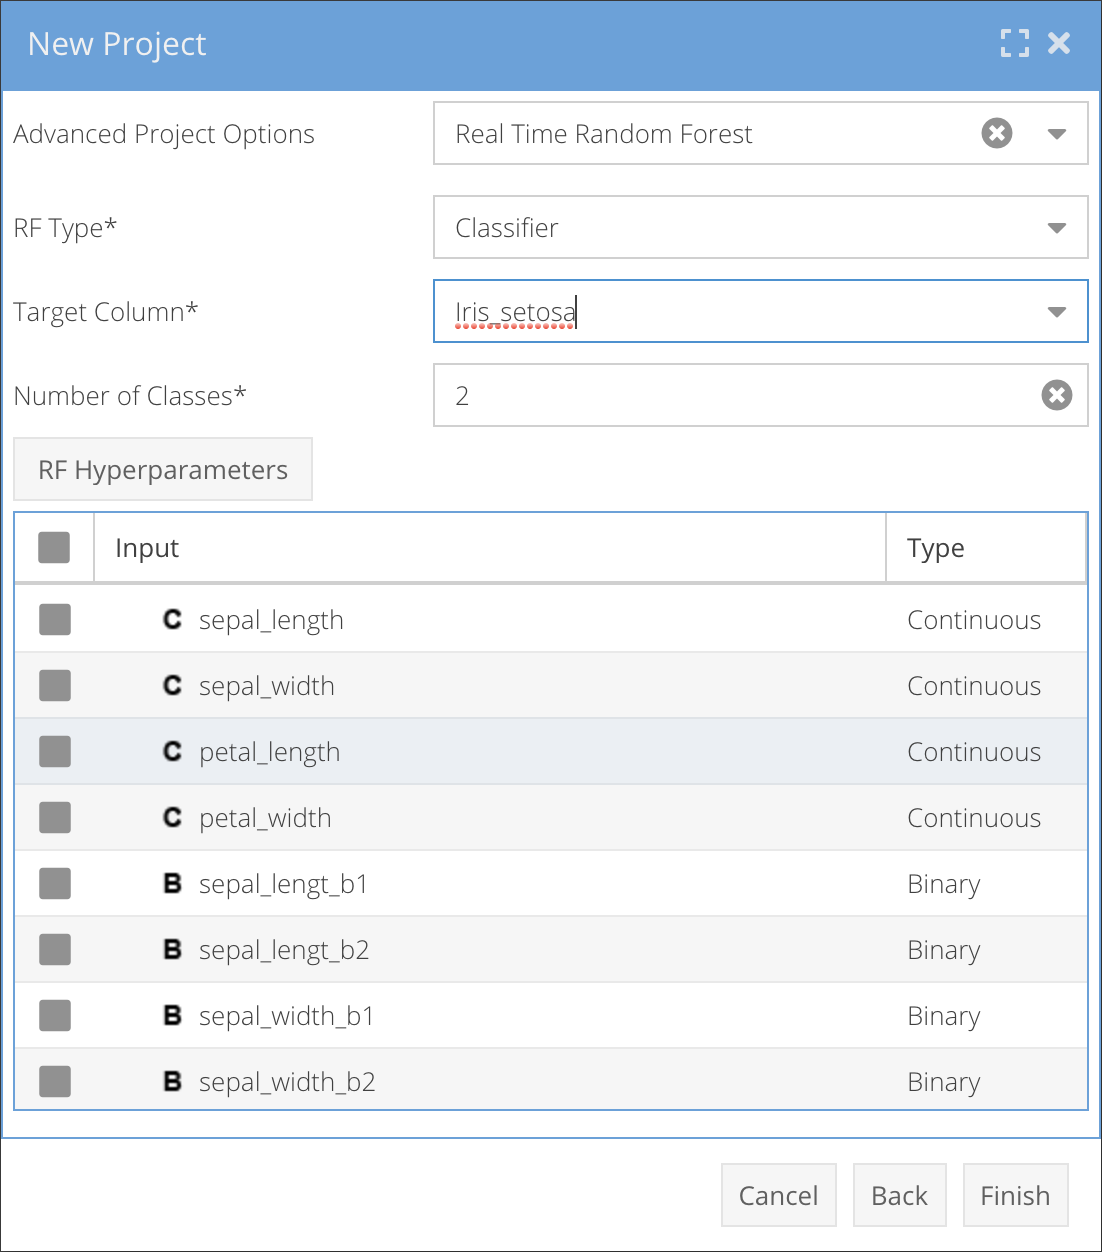 New Project
Advanced Project Options Real Time Random Forest
RF Type* Classifier
Target Column* Iris_setosa
Number of Classes* 2
RF Hyperparameters
Input Type
C sepal_length Continuous
C sepal_width Continuous
C petal_length Continuous
C petal_width Continuous
B sepal_lengt_b1 Binary
B sepal_lengt_b2 Binary
B sepal_width_b1 Binary
B sepal_width_b2 Binary
Cancel Back Finish